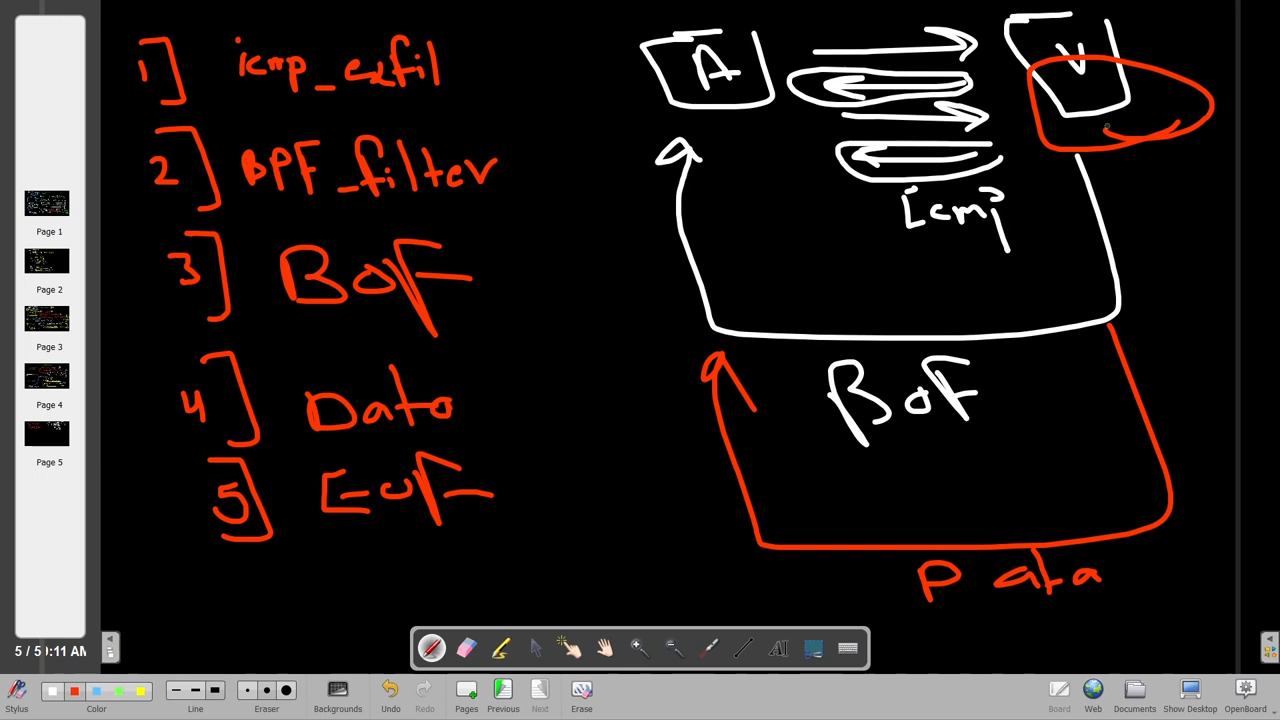 1] icmp_exfil
2] BPF_filter
3] BOF
4] Data
5] EOF
A
V
icmp
BOF
Data
Page 1
Page 2
Page 3
Page 4
Page 5
5 / 5 0:11 AM
Stylus
Color
Line
Eraser
Backgrounds
Undo
Redo
Pages
Previous
Next
Erase
Board
Web
Documents
Show Desktop
OpenBoard